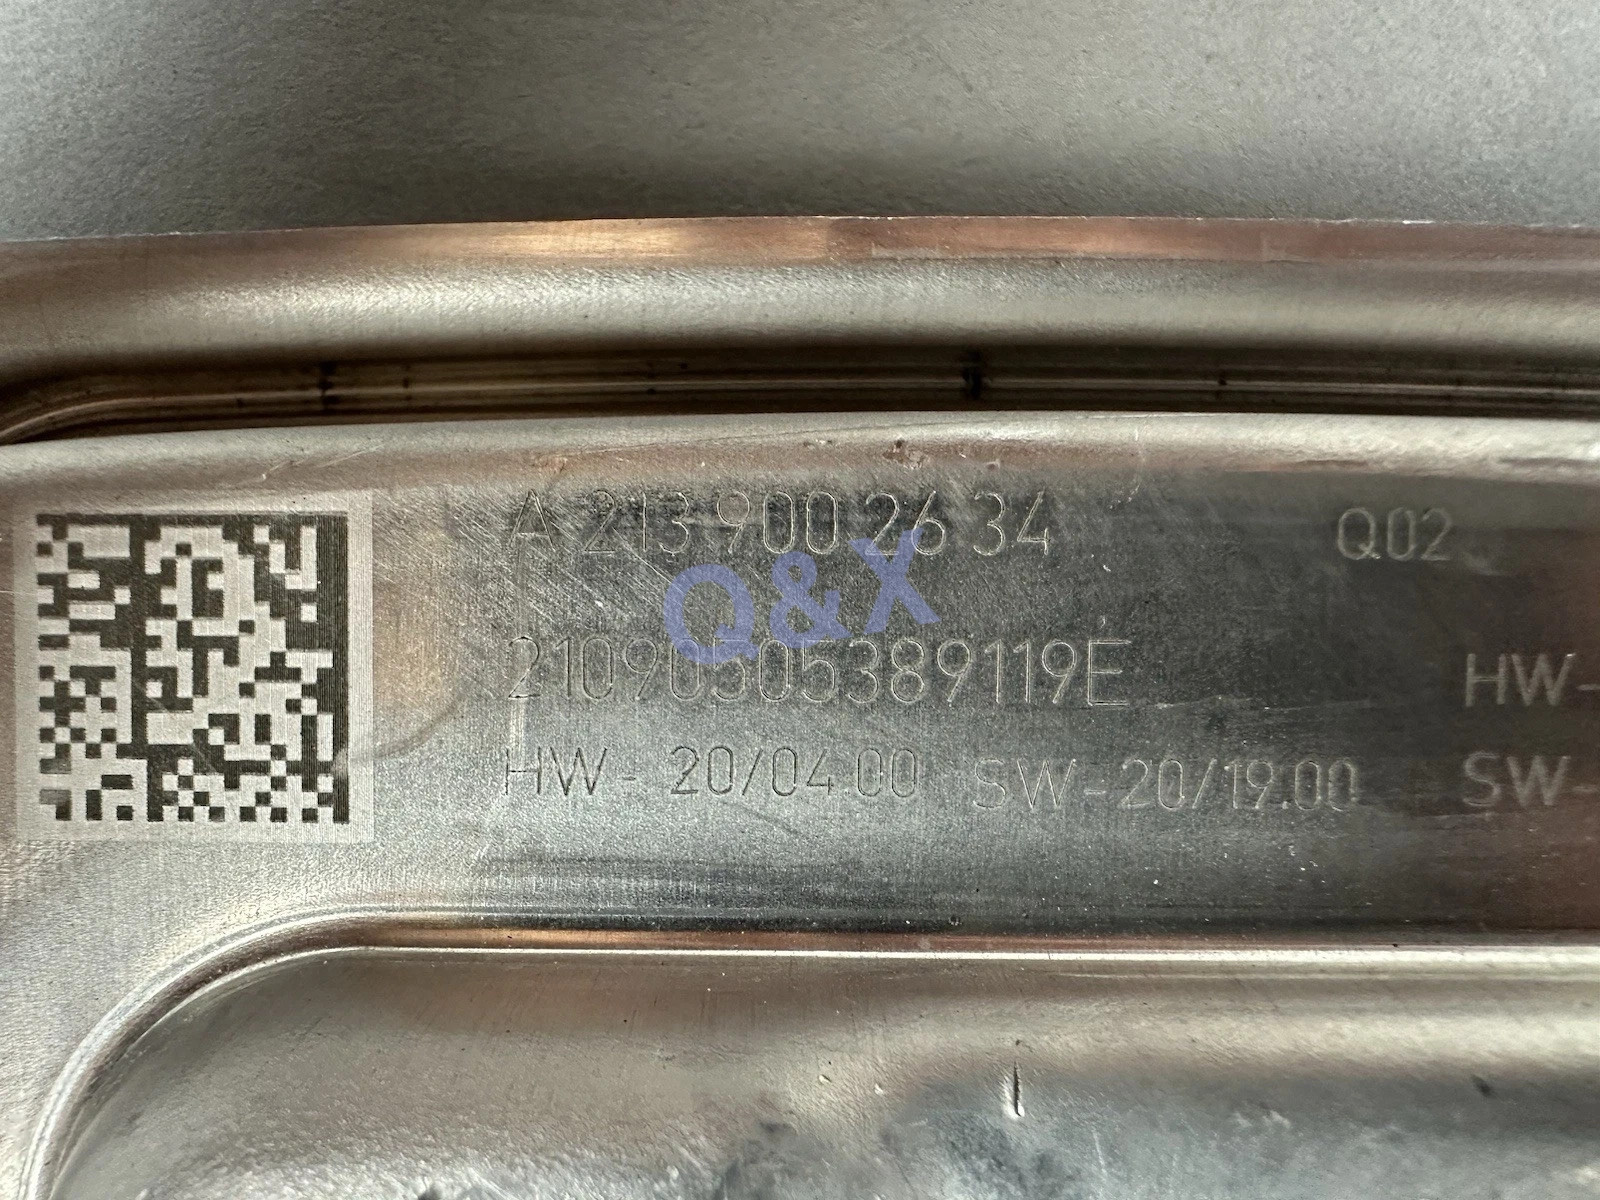 A 213 900 26 34 Q02
Q&X
21090505389119E HW-
HW - 20/04.00 SW-20/19.00 SW-